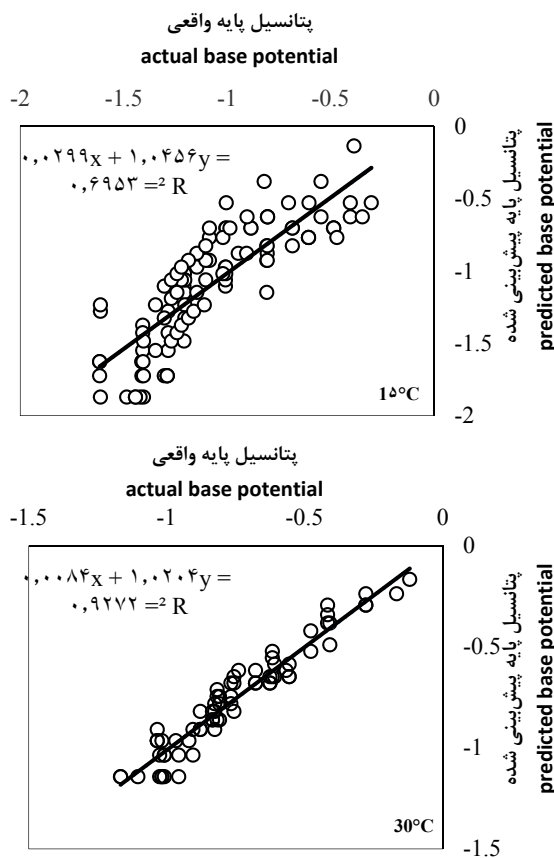 پتانسیل پایه واقعی
actual base potential
-2 -1.5 -1 -0.5 0
0
-0.5
-1
-1.5
-2
۰,۰۲۹۹x + ۱,۰۴۵۶y =
۰,۶۹۵۳ =² R
پتانسیل پایه پیش‌بینی شده
predicted base potential
1۵°C
پتانسیل پایه واقعی
actual base potential
-1.5 -1 -0.5 0
0
-0.5
-1
-1.5
۰,۰۰۸۴x + ۱,۰۲۰۴y =
۰,۹۲۷۲ =² R
پتانسیل پایه پیش‌بینی شده
predicted base potential
30°C